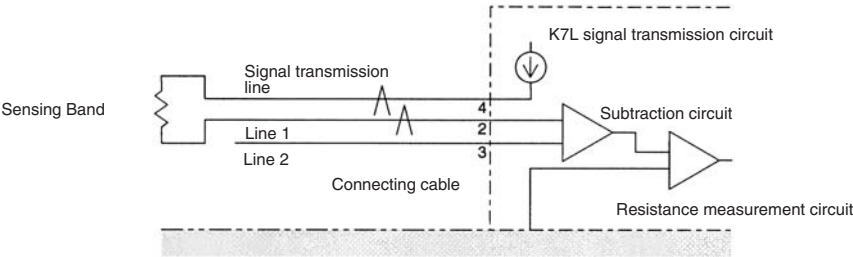 K7L signal transmission circuit
Signal transmission
line
Sensing Band
4
Subtraction circuit
2
Line 1
3
Line 2
Connecting cable
Resistance measurement circuit